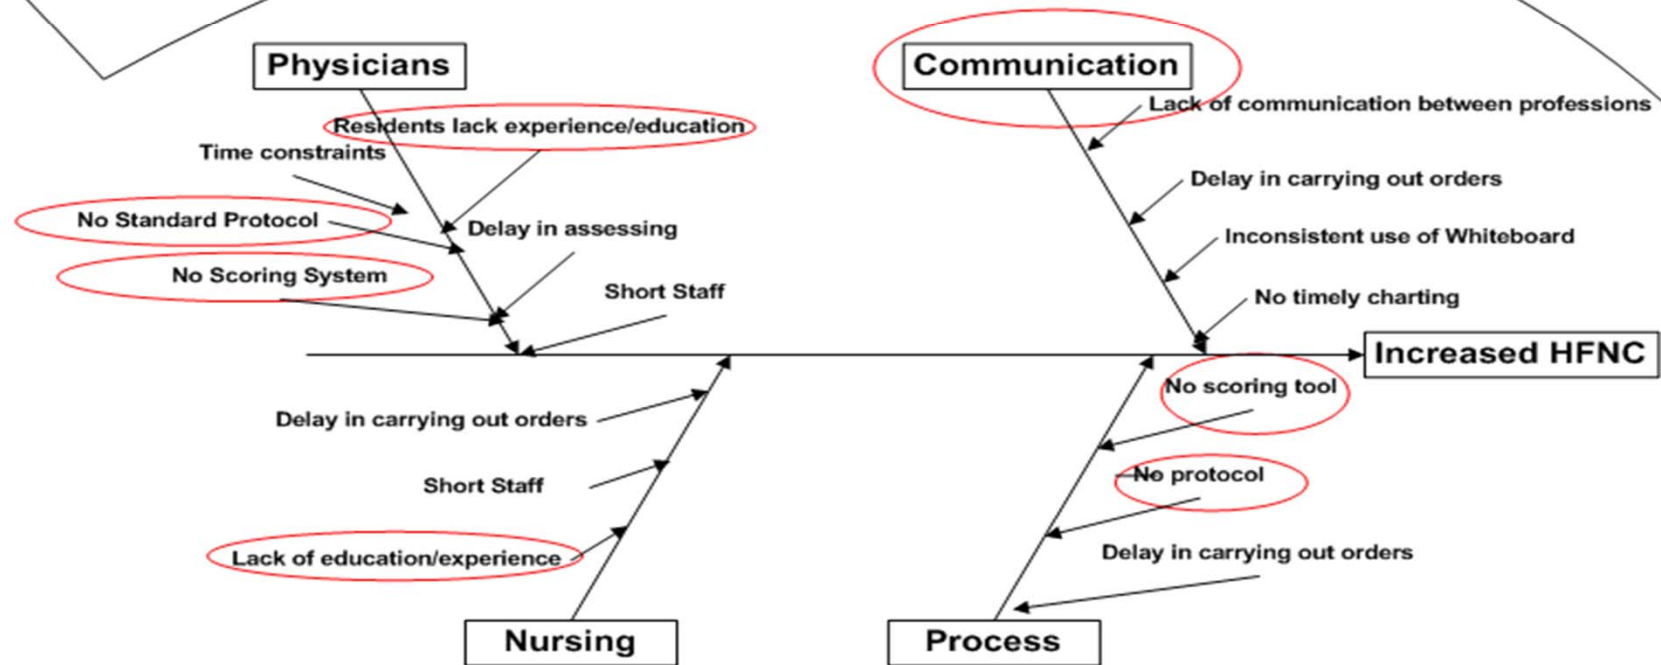 Physicians
Communication
Lack of communication between professions
Residents lack experience/education
Time constraints
Delay in carrying out orders
No Standard Protocol
Delay in assessing
Inconsistent use of Whiteboard
No Scoring System
Short Staff
No timely charting
Increased HFNC
No scoring tool
Delay in carrying out orders
No protocol
Short Staff
Delay in carrying out orders
Lack of education/experience
Nursing
Process